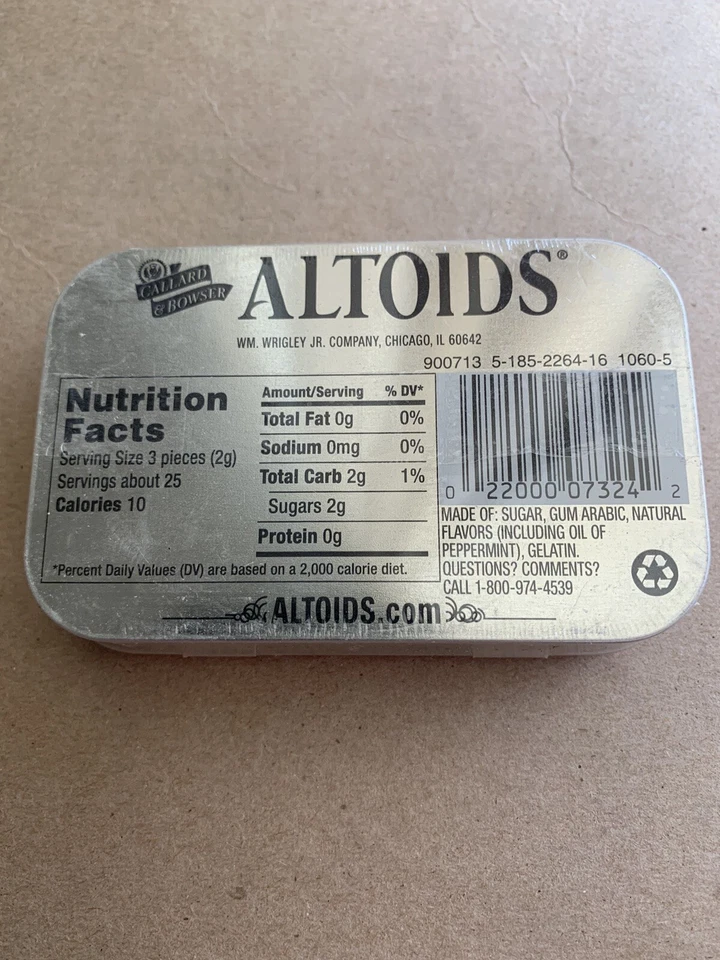 CALLARD
& BOWSER
ALTOIDS®
WM. WRIGLEY JR. COMPANY, CHICAGO, IL 60642
900713 5-185-2264-16 1060-5
Nutrition
Facts
Serving Size 3 pieces (2g)
Servings about 25
Calories 10
Amount/Serving % DV*
Total Fat 0g 0%
Sodium 0mg 0%
Total Carb 2g 1%
Sugars 2g
Protein 0g
*Percent Daily Values (DV) are based on a 2,000 calorie diet.
0 22000 07324 2
MADE OF: SUGAR, GUM ARABIC, NATURAL
FLAVORS (INCLUDING OIL OF
PEPPERMINT), GELATIN.
QUESTIONS? COMMENTS?
CALL 1-800-974-4539
ALTOIDS.com